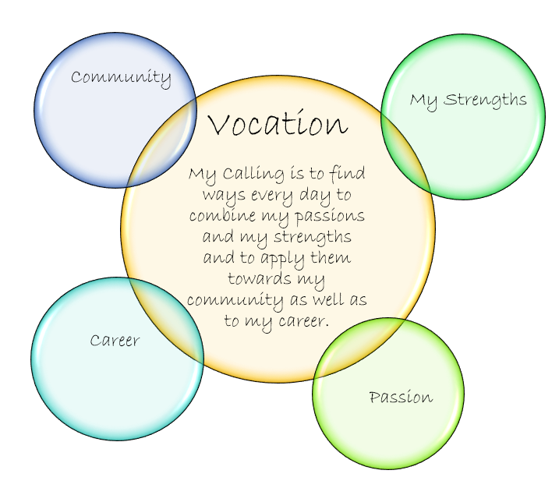 Community
My Strengths
Vocation
My Calling is to find
ways every day to
combine my passions
and my strengths
and to apply them
towards my
community as well as
to my career.
Career
Passion